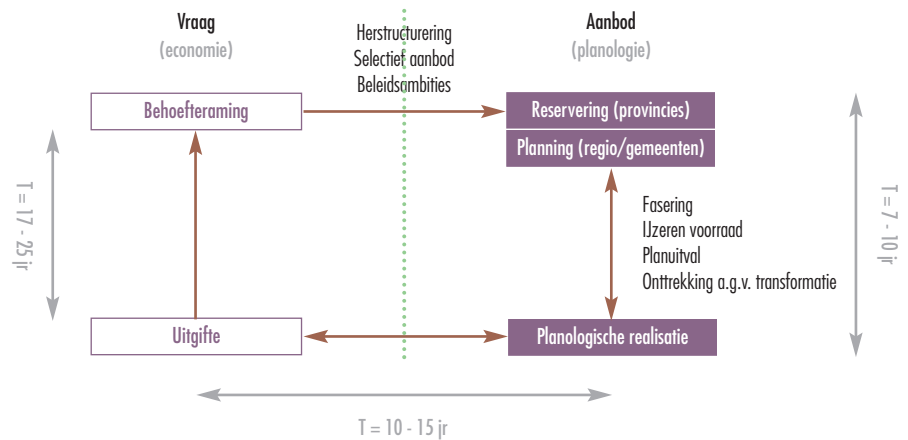 Vraag
(economie)
Herstructurering
Selectief aanbod
Beleidsambities
Aanbod
(planologie)
Behoefteraming
Reservering (provincies)
Planning (regio/gemeenten)
T = 17 - 25 jr
Fasering
IJzeren voorraad
Planuitval
Onttrekking a.g.v. transformatie
T = 7 - 10 jr
Uitgifte
Planologische realisatie
T = 10 - 15 jr